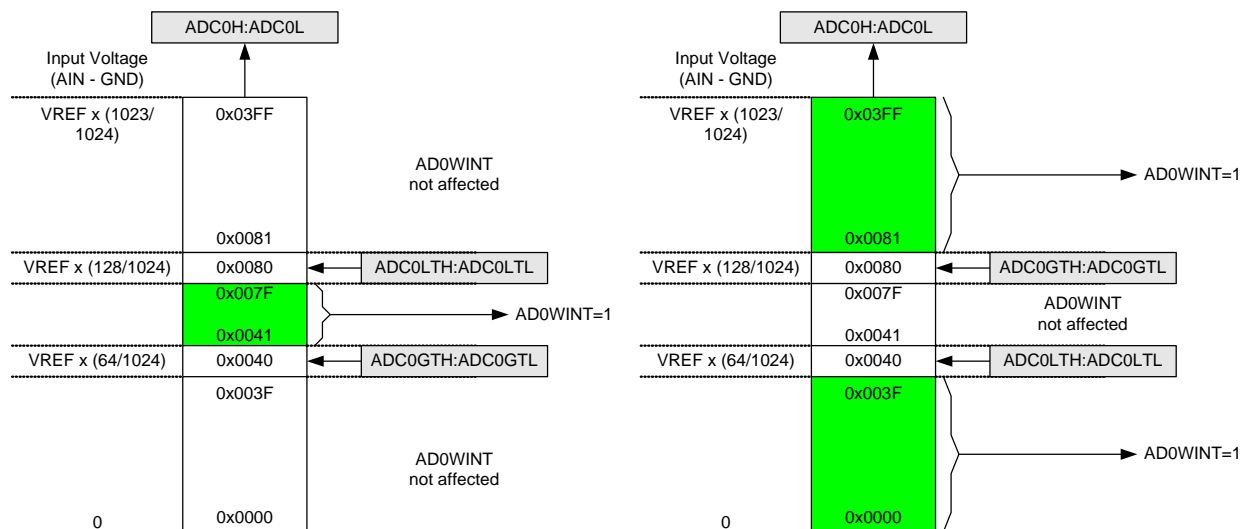 ADC0H:ADC0L
Input Voltage
(AIN - GND)
VREF x (1023/
1024)
0x03FF
AD0WINT
not affected
0x0081
VREF x (128/1024)
0x0080
ADC0LTH:ADC0LTL
0x007F
AD0WINT=1
0x0041
VREF x (64/1024)
0x0040
ADC0GTH:ADC0GTL
0x003F
AD0WINT
not affected
0x0000
0
ADC0H:ADC0L
Input Voltage
(AIN - GND)
VREF x (1023/
1024)
0x03FF
AD0WINT=1
0x0081
VREF x (128/1024)
0x0080
ADC0GTH:ADC0GTL
0x007F
AD0WINT
not affected
0x0041
VREF x (64/1024)
0x0040
ADC0LTH:ADC0LTL
0x003F
AD0WINT=1
0x0000
0